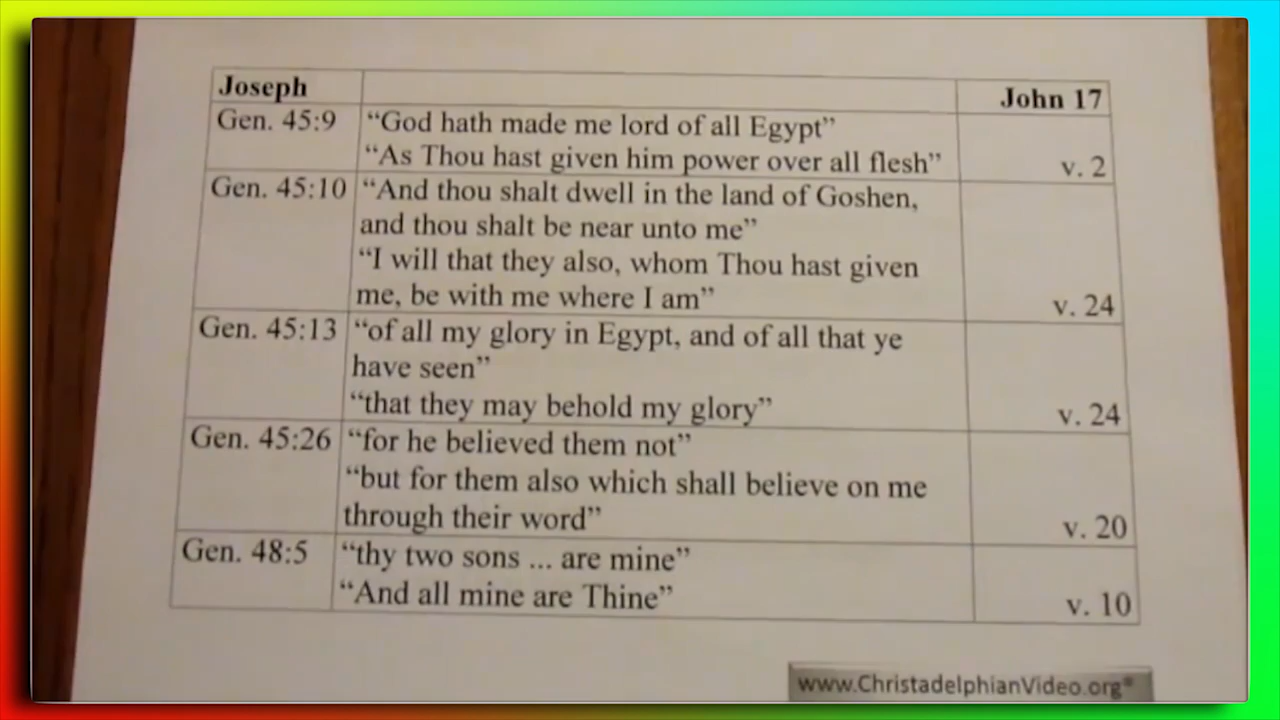 Joseph John 17
Gen. 45:9 “God hath made me lord of all Egypt”
“As Thou hast given him power over all flesh” v. 2
Gen. 45:10 “And thou shalt dwell in the land of Goshen,
and thou shalt be near unto me”
“I will that they also, whom Thou hast given
me, be with me where I am” v. 24
Gen. 45:13 “of all my glory in Egypt, and of all that ye
have seen”
“that they may behold my glory” v. 24
Gen. 45:26 “for he believed them not”
“but for them also which shall believe on me
through their word” v. 20
Gen. 48:5 “thy two sons ... are mine”
“And all mine are Thine” v. 10
www.ChristadelphianVideo.org®